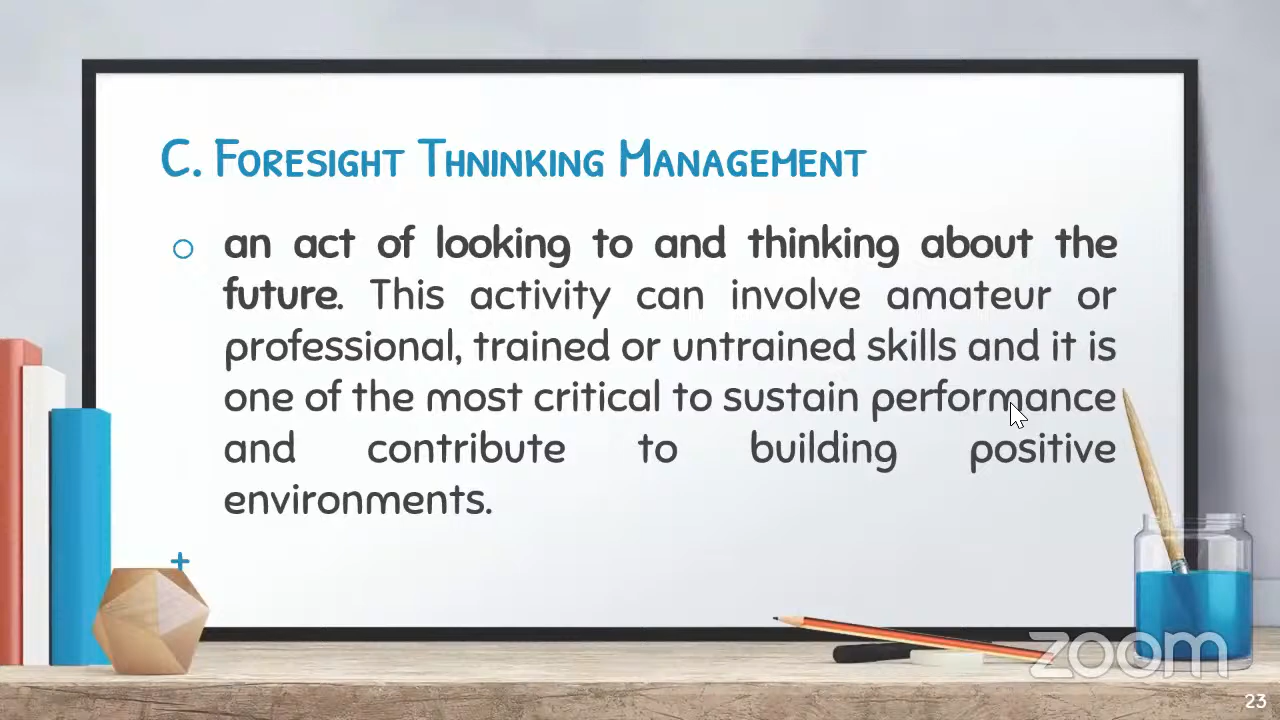 C. FORESIGHT THNINKING MANAGEMENT
an act of looking to and thinking about the
future. This activity can involve amateur or
professional, trained or untrained skills and it is
one of the most critical to sustain performance
and contribute to building positive
environments.
+
zoom
23